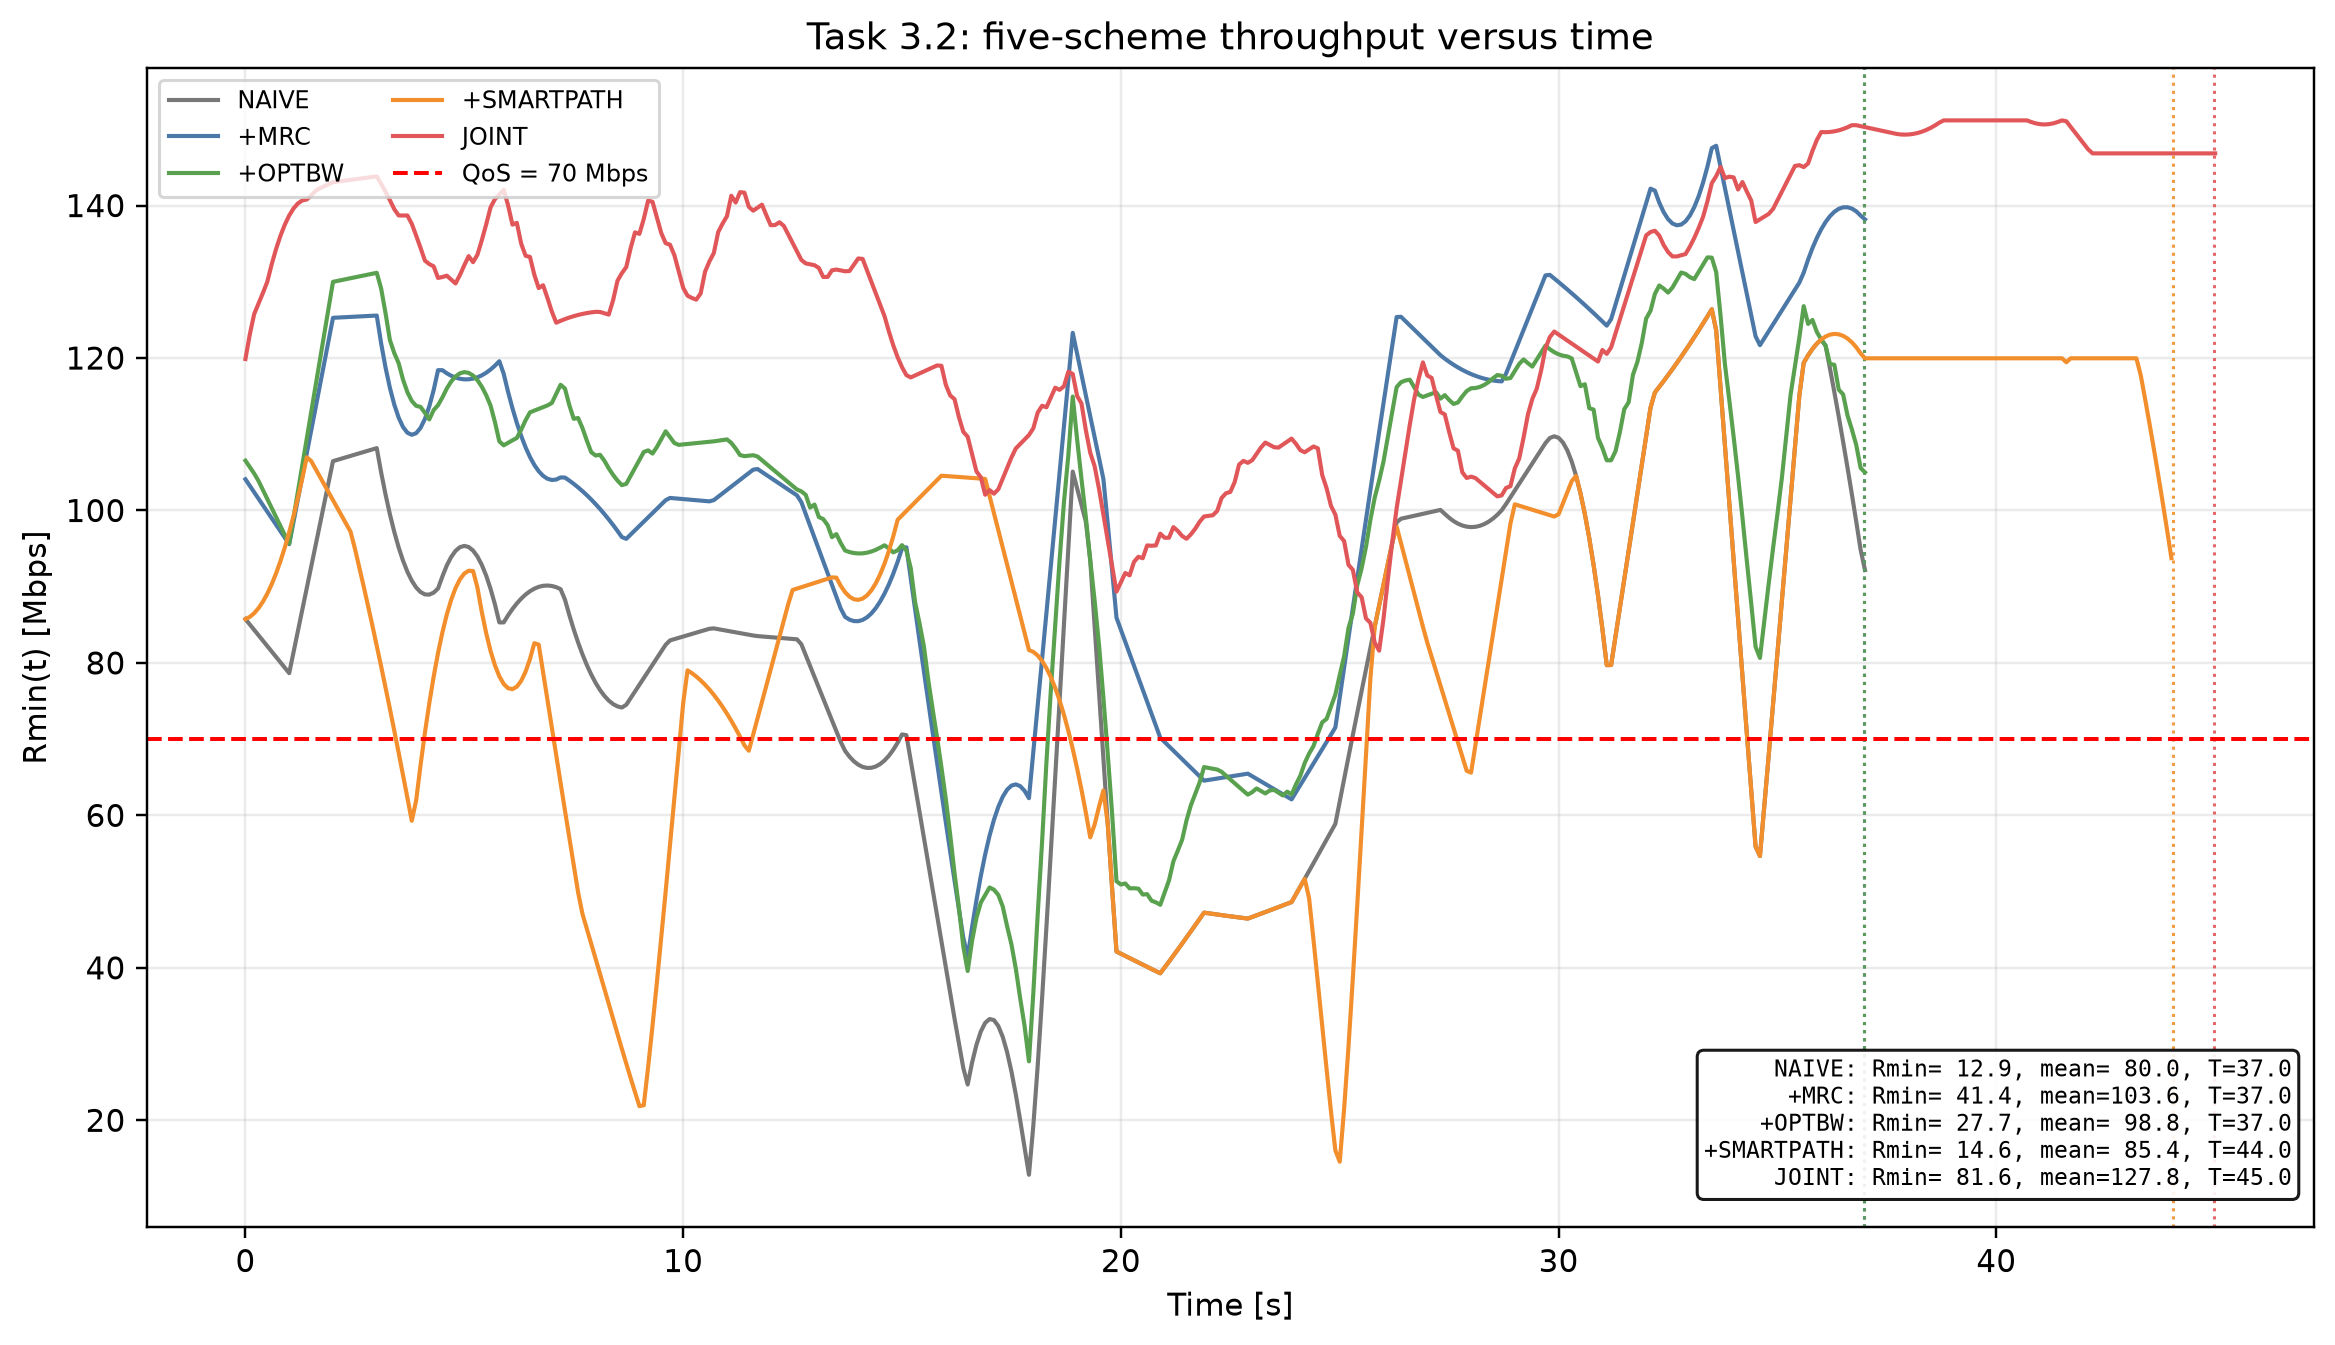 Task 3.2: five-scheme throughput versus time
NAIVE
+MRC
+OPTBW
+SMARTPATH
JOINT
QoS = 70 Mbps
Rmin(t) [Mbps]
140
120
100
80
60
40
20
NAIVE: Rmin= 12.9, mean= 80.0, T=37.0
+MRC: Rmin= 41.4, mean=103.6, T=37.0
+OPTBW: Rmin= 27.7, mean= 98.8, T=37.0
+SMARTPATH: Rmin= 14.6, mean= 85.4, T=44.0
JOINT: Rmin= 81.6, mean=127.8, T=45.0
0 10 20 30 40
Time [s]